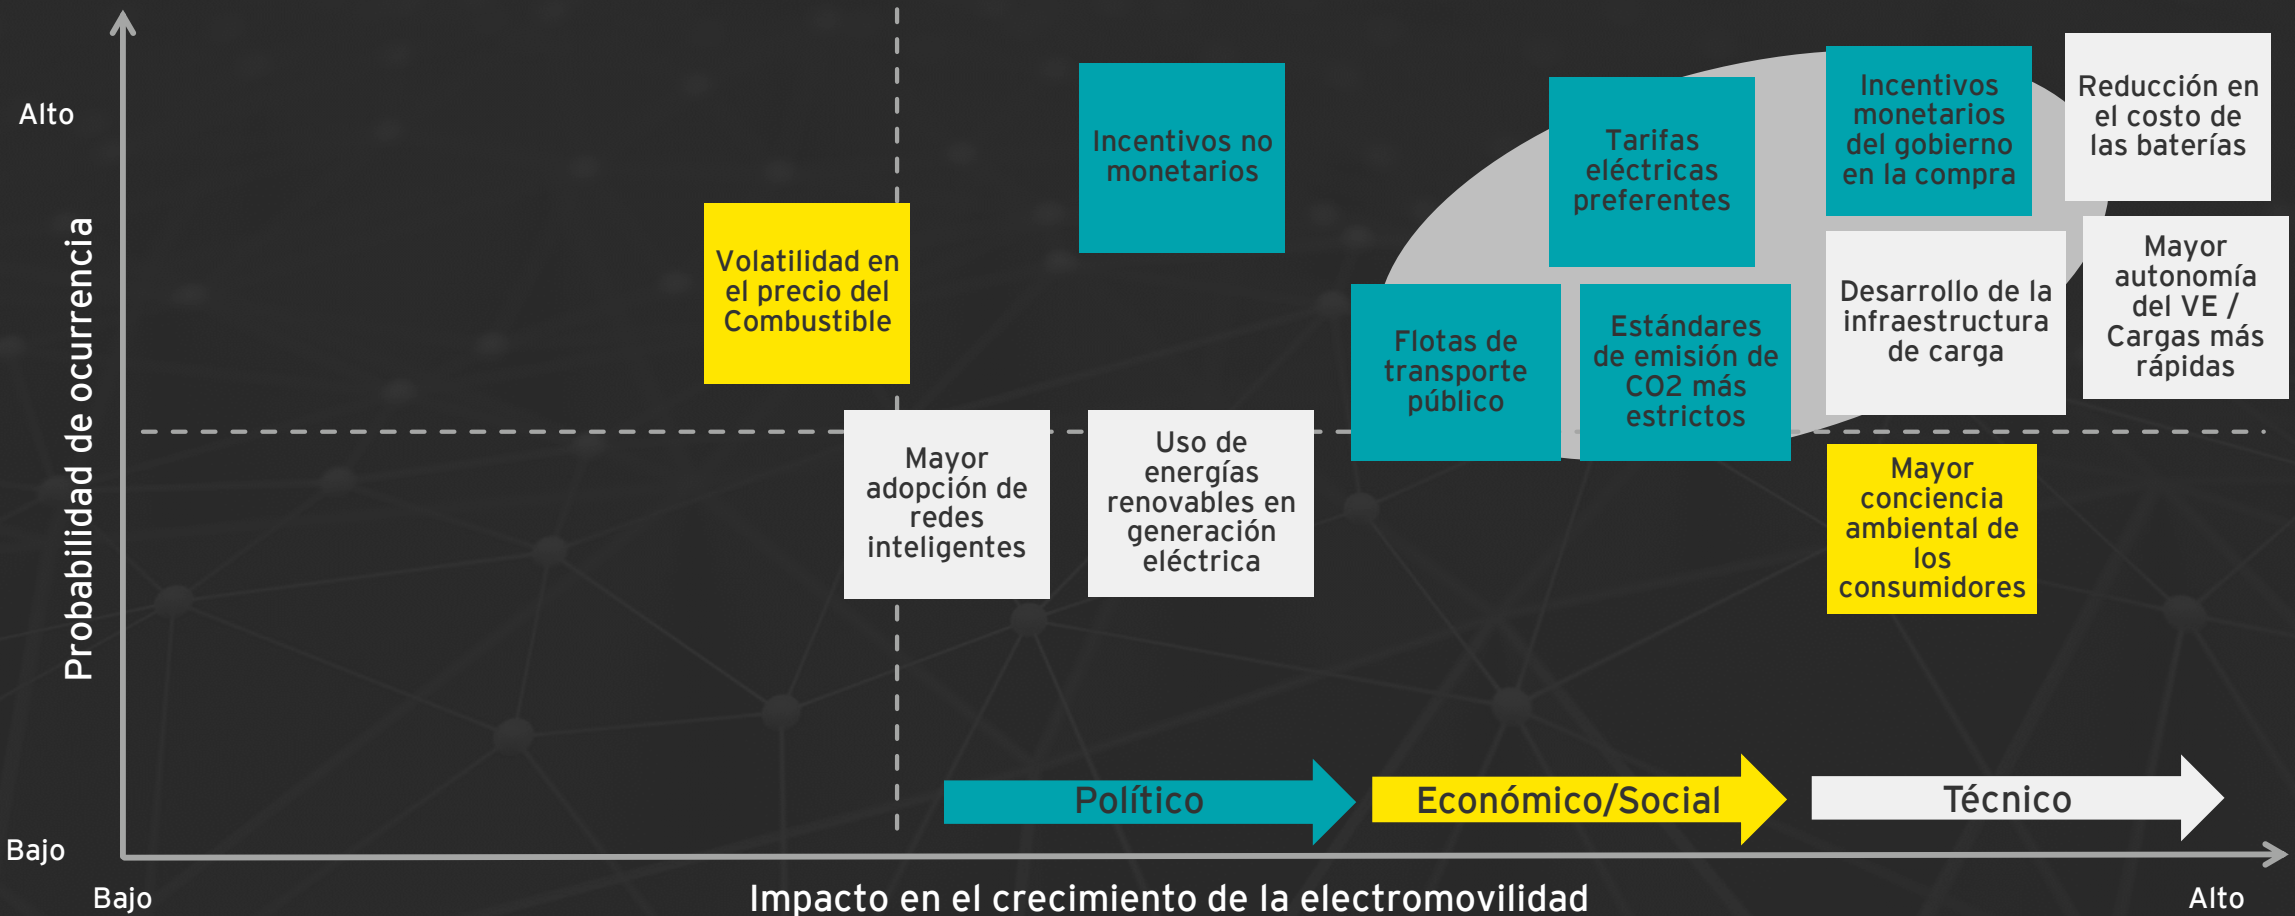 Alto
Probabilidad de ocurrencia
Bajo
Volatilidad en
el precio del
Combustible
Incentivos no
monetarios
Tarifas
eléctricas
preferentes
Incentivos
monetarios
del gobierno
en la compra
Reducción en
el costo de
las baterías
Flotas de
transporte
público
Estándares
de emisión de
CO2 más
estrictos
Desarrollo de la
infraestructura
de carga
Mayor
autonomía
del VE /
Cargas más
rápidas
Mayor
adopción de
redes
inteligentes
Uso de
energías
renovables en
generación
eléctrica
Mayor
conciencia
ambiental de
los
consumidores
Político
Económico/Social
Técnico
Bajo
Impacto en el crecimiento de la electromovilidad
Alto